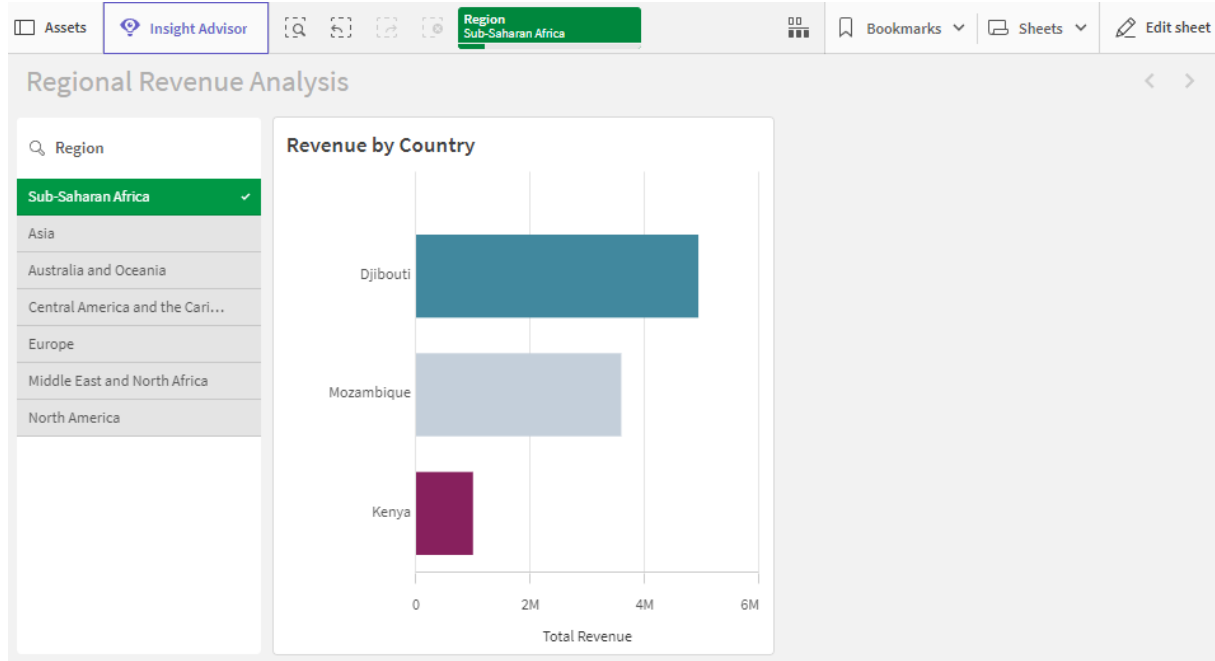 Assets
Insight Advisor
Region
Sub-Saharan Africa
Bookmarks
Sheets
Edit sheet
Regional Revenue Analysis
Region
Sub-Saharan Africa
Asia
Australia and Oceania
Central America and the Cari...
Europe
Middle East and North Africa
North America
Revenue by Country
Djibouti
Mozambique
Kenya
0 2M 4M 6M
Total Revenue